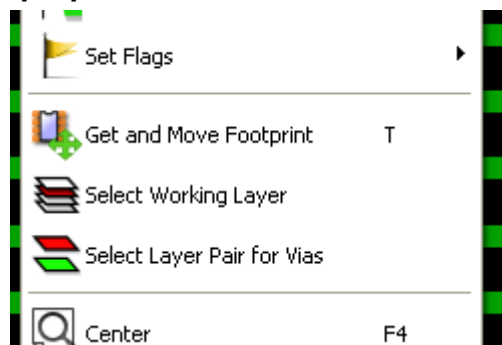 Set Flags
Get and Move Footprint T
Select Working Layer
Select Layer Pair for Vias
Center F4